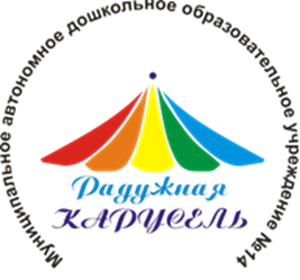 Муниципальное автономное дошкольное образовательное учреждение №14
Радужная
КАРУСЕЛЬ